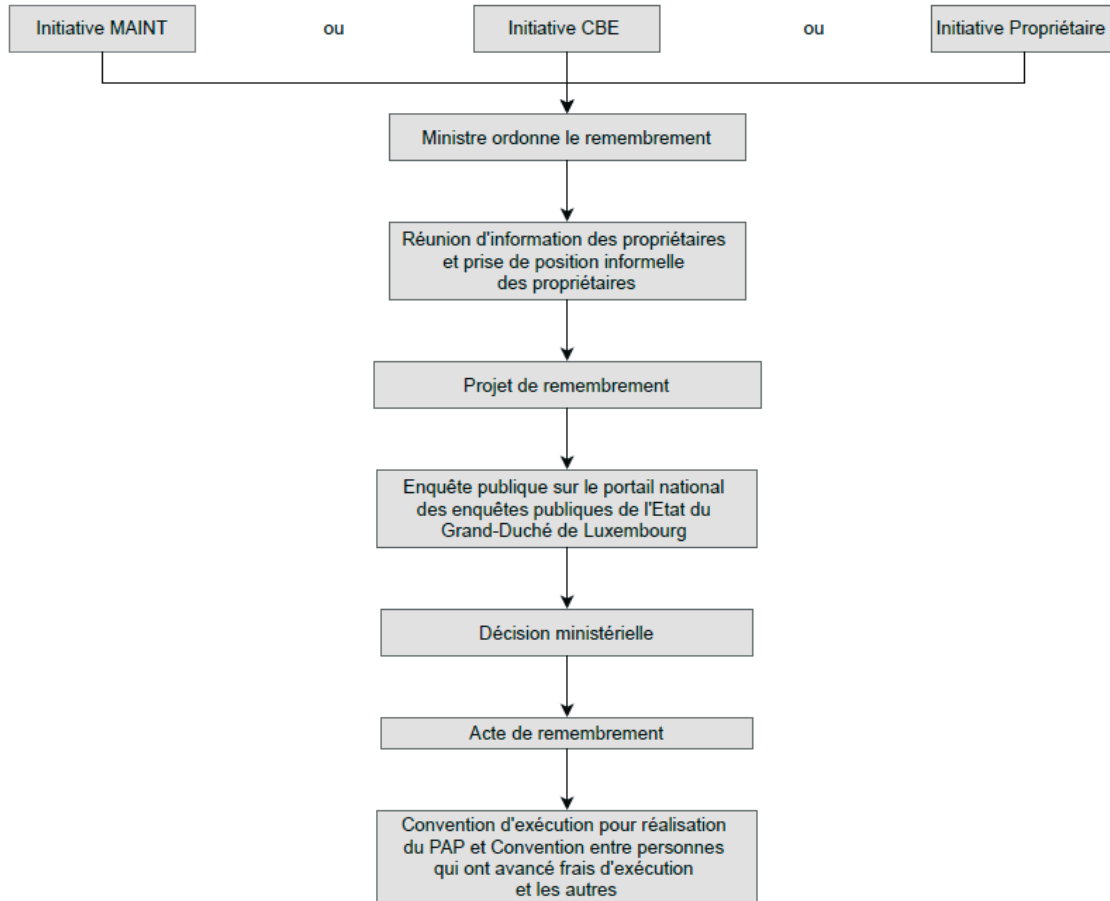 Initiative MAINT ou Initiative CBE ou Initiative Propriétaire
Ministre ordonne le remembrement
Réunion d'information des propriétaires
et prise de position informelle
des propriétaires
Projet de remembrement
Enquête publique sur le portail national
des enquêtes publiques de l'Etat du
Grand-Duché de Luxembourg
Décision ministérielle
Acte de remembrement
Convention d'exécution pour réalisation
du PAP et Convention entre personnes
qui ont avancé frais d'exécution
et les autres